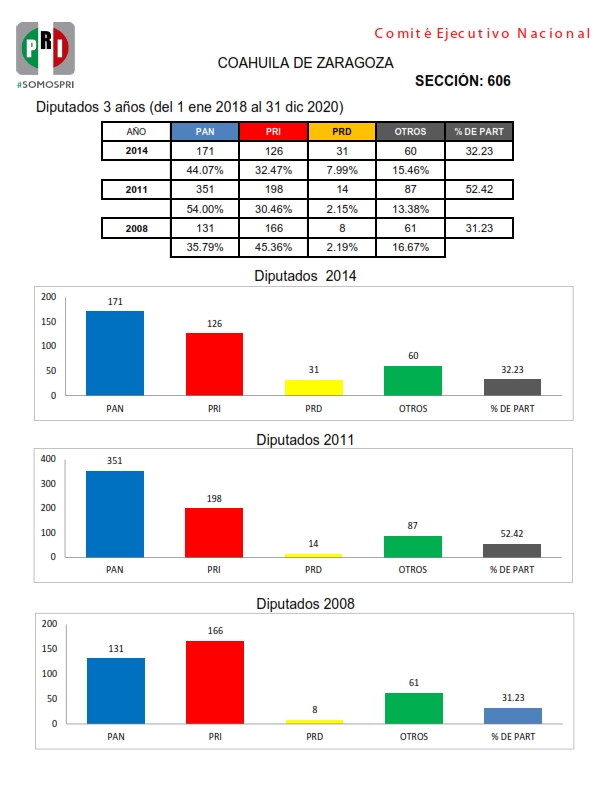 Comité Ejecutivo Nacional
PRI
#SOMOSPRI
COAHUILA DE ZARAGOZA
SECCIÓN: 606
Diputados 3 años (del 1 ene 2018 al 31 dic 2020)
AÑO PAN PRI PRD OTROS % DE PART
2014 171 126 31 60 32.23
44.07% 32.47% 7.99% 15.46%
2011 351 198 14 87 52.42
54.00% 30.46% 2.15% 13.38%
2008 131 166 8 61 31.23
35.79% 45.36% 2.19% 16.67%
Diputados 2014
200
150
100
50
0
171 126 31 60 32.23
PAN PRI PRD OTROS % DE PART
Diputados 2011
400
300
200
100
0
351 198 14 87 52.42
PAN PRI PRD OTROS % DE PART
Diputados 2008
200
150
100
50
0
131 166 8 61 31.23
PAN PRI PRD OTROS % DE PART